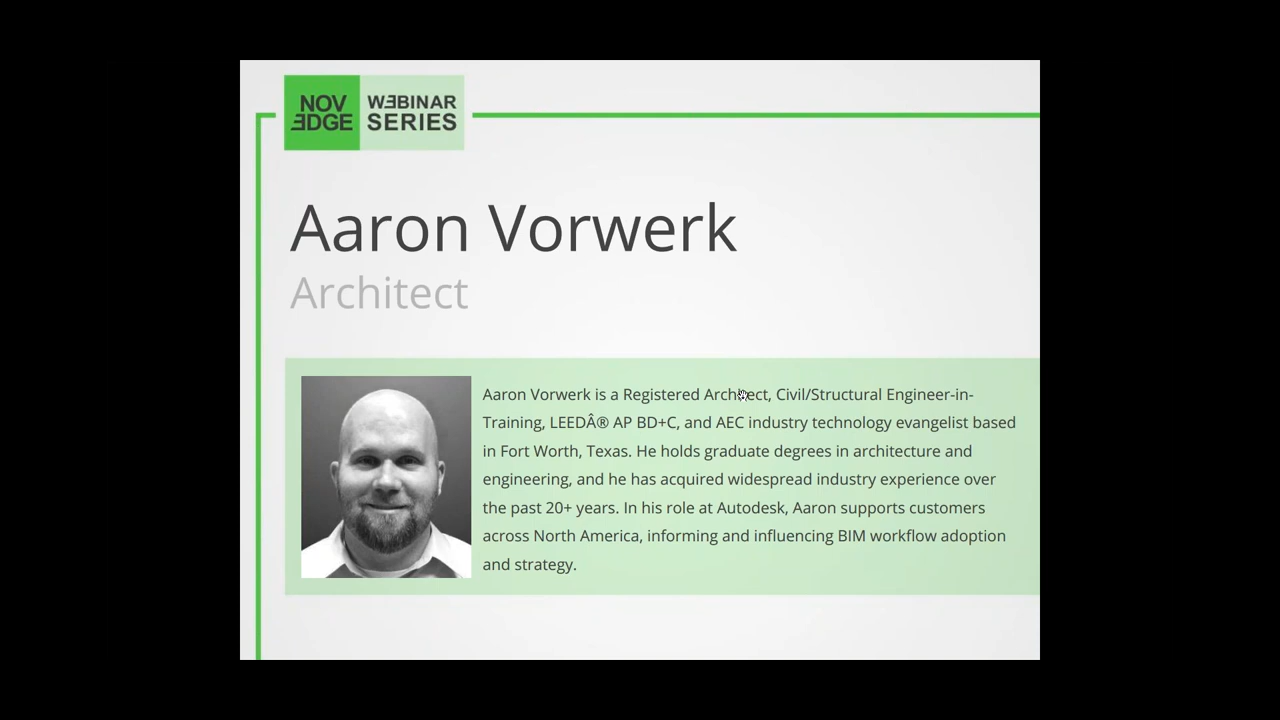 NOV
EDGE
WEBINAR
SERIES
Aaron Vorwerk
Architect
Aaron Vorwerk is a Registered Architect, Civil/Structural Engineer-in-
Training, LEEDÂ® AP BD+C, and AEC industry technology evangelist based
in Fort Worth, Texas. He holds graduate degrees in architecture and
engineering, and he has acquired widespread industry experience over
the past 20+ years. In his role at Autodesk, Aaron supports customers
across North America, informing and influencing BIM workflow adoption
and strategy.